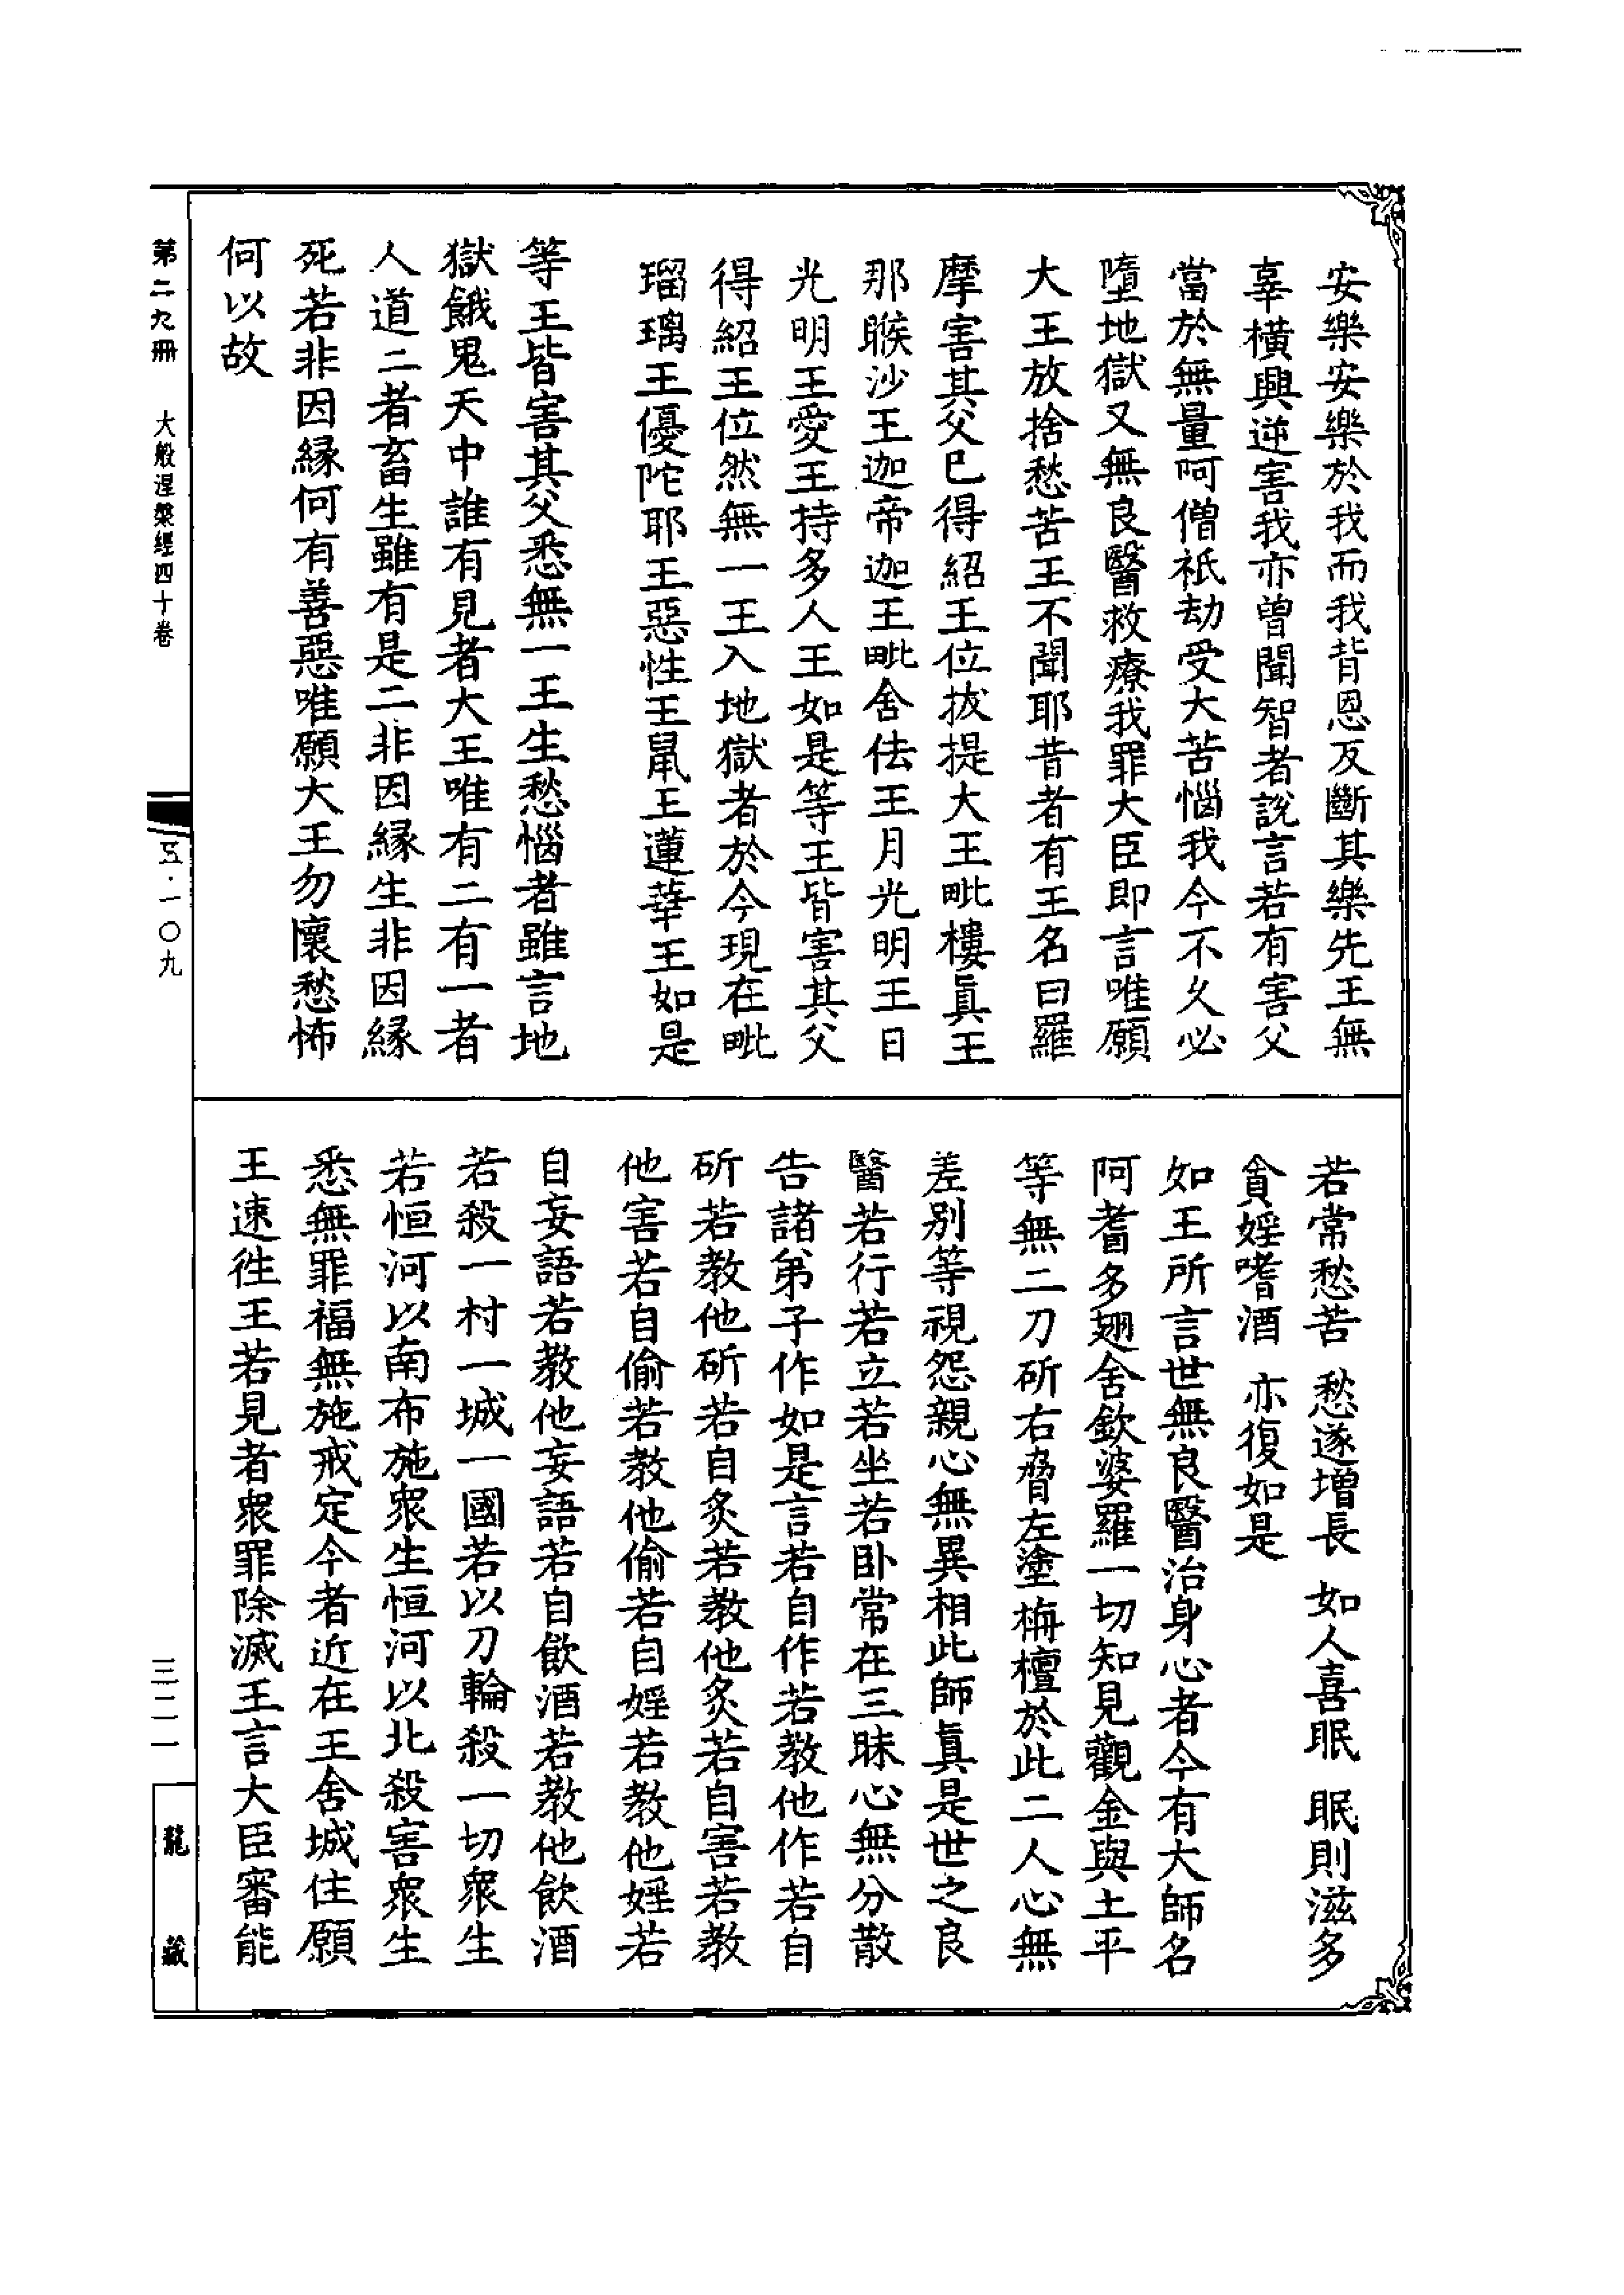 安樂安樂於我而我背恩反斷其樂先王無
辜橫興逆害我亦曾聞智者說言若有害父
當於無量阿僧祇劫受大苦惱我今不久必
墮地獄又無良醫救療我罪大臣即言唯願
大王放捨愁苦王不聞耶昔者有王名曰羅
摩害其父已得紹王位拔提大王毗樓眞王
那睺沙王迦帝迦王毗舍佉王月光明王日
光明王愛王持多人王如是等王皆害其父
得紹王位然無一王入地獄者於今現在毗
瑠璃王優陀耶王惡性王鼠王蓮華王如是
等王皆害其父悉無一王生愁惱者雖言地
獄餓鬼天中誰有見者大王唯有二有一者
人道二者畜生雖有是二非因緣生非因緣
死若非因緣何有善惡唯願大王勿懷愁怖
何以故
若常愁苦 愁遂增長 如人喜眠 眠則滋多
貪婬嗜酒 亦復如是
如王所言世無良醫治身心者今有大師名
阿耆多翅舍欽婆羅一切知見觀金與土平
等無二刀斫右脅左塗栴檀於此二人心無
差別等視怨親心無異相此師眞是世之良
醫若行若立若坐若卧常在三昧心無分散
告諸弟子作如是言若自作若教他作若自
斫若教他斫若自炙若教他炙若自害若教
他害若自偷若教他偷若自婬若教他婬若
自妄語若教他妄語若自飲酒若教他飲酒
若殺一村一城一國若以刀輪殺一切衆生
若恒河以南布施衆生恒河以北殺害衆生
悉無罪福無施戒定今者近在王舍城住願
王速往王若見者衆罪除滅王言大臣審能
第二九冊 大般涅槃經四十卷
五·一〇九
三二一
龍藏